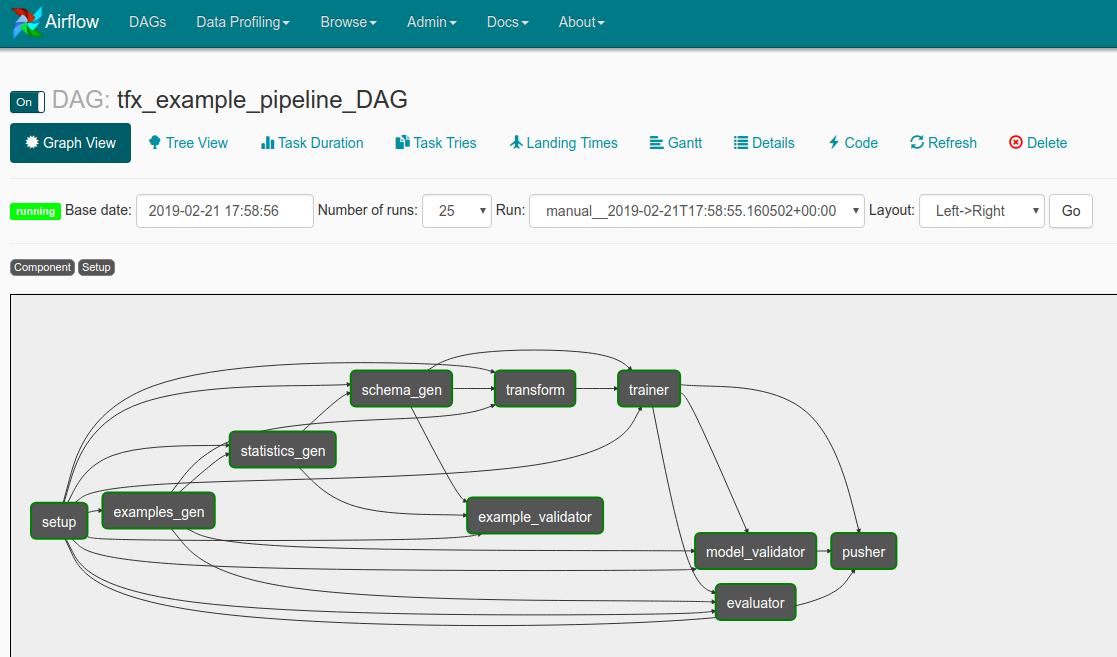 Airflow DAGs Data Profiling Browse Admin Docs About
On DAG: tfx_example_pipeline_DAG
Graph View Tree View Task Duration Task Tries Landing Times Gantt Details Code Refresh Delete
running Base date: 2019-02-21 17:58:56 Number of runs: 25 Run: manual__2019-02-21T17:58:55.160502+00:00 Layout: Left->Right Go
Component Setup
schema_gen transform trainer
statistics_gen
setup examples_gen example_validator
model_validator pusher
evaluator